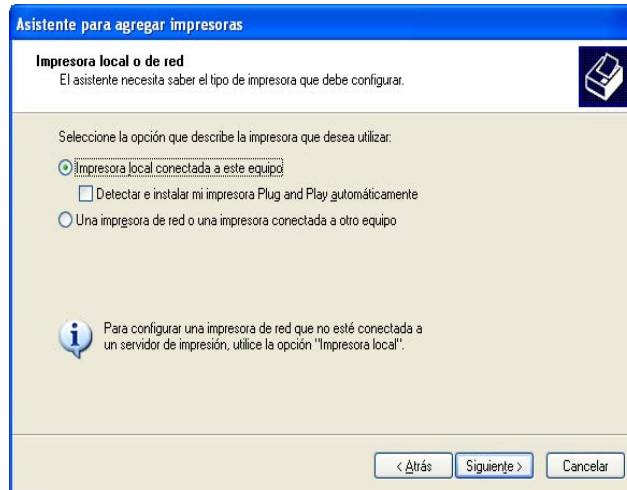 Asistente para agregar impresoras
Impresora local o de red
El asistente necesita saber el tipo de impresora que debe configurar.
Seleccione la opción que describe la impresora que desea utilizar:
Impresora local conectada a este equipo
Detectar e instalar mi impresora Plug and Play automáticamente
Una impresora de red o una impresora conectada a otro equipo
Para configurar una impresora de red que no esté conectada a
un servidor de impresión, utilice la opción "Impresora local".
< Atrás Siguiente > Cancelar